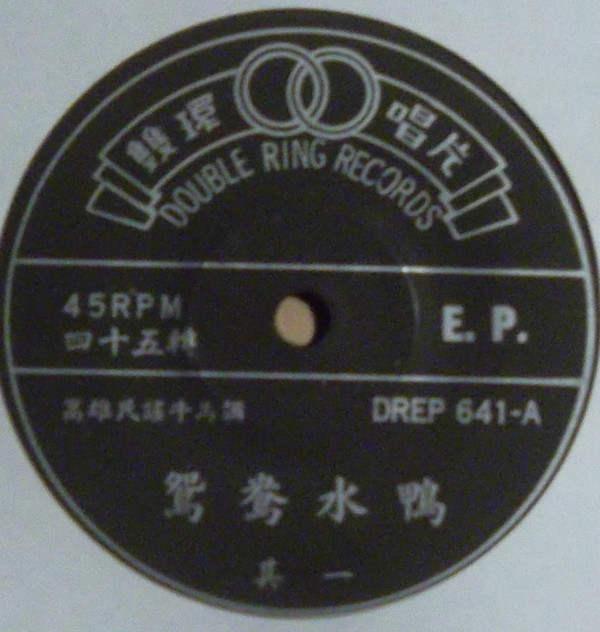 雙環 唱片
DOUBLE RING RECORDS
45RPM
四十五轉
E. P.
高雄民謠牛馬調
DREP 641-A
鴛鴦水鴨
其一